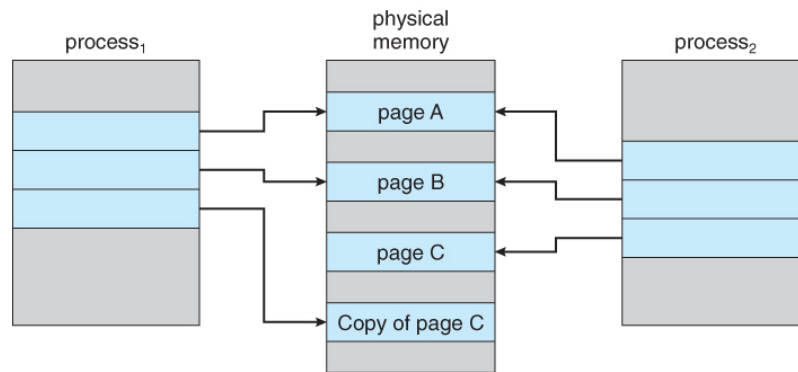 process₁
physical
memory
process₂
page A
page B
page C
Copy of page C